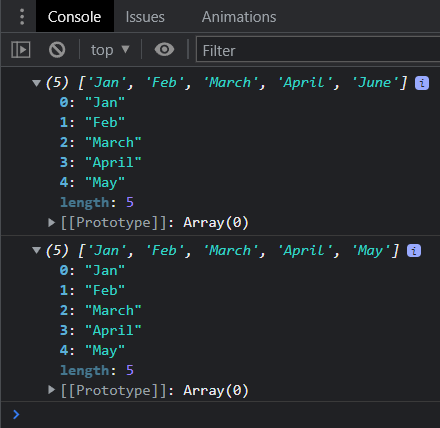 Console Issues Animations
top ▼ Filter
▼ (5) ['Jan', 'Feb', 'March', 'April', 'June'] i
0: "Jan"
1: "Feb"
2: "March"
3: "April"
4: "May"
length: 5
▶ [[Prototype]]: Array(0)
▼ (5) ['Jan', 'Feb', 'March', 'April', 'May'] i
0: "Jan"
1: "Feb"
2: "March"
3: "April"
4: "May"
length: 5
▶ [[Prototype]]: Array(0)
>